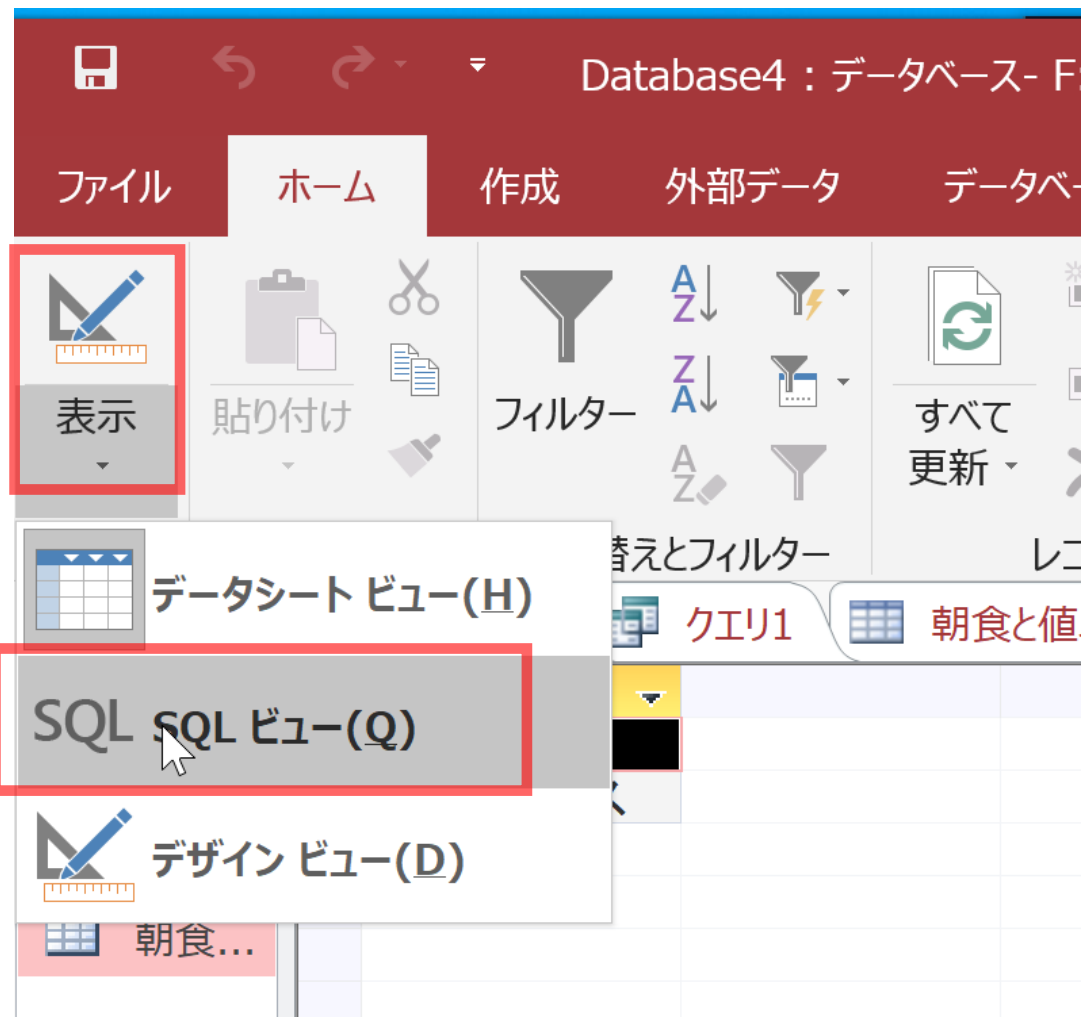 Database4 : データベース- F:
ファイル ホーム 作成 外部データ データベー
表示
貼り付け
フィルター
すべて
更新
替えとフィルター
レコ
データシート ビュー(H)
クエリ1
朝食と値
SQL SQL ビュー(Q)
デザイン ビュー(D)
朝食...